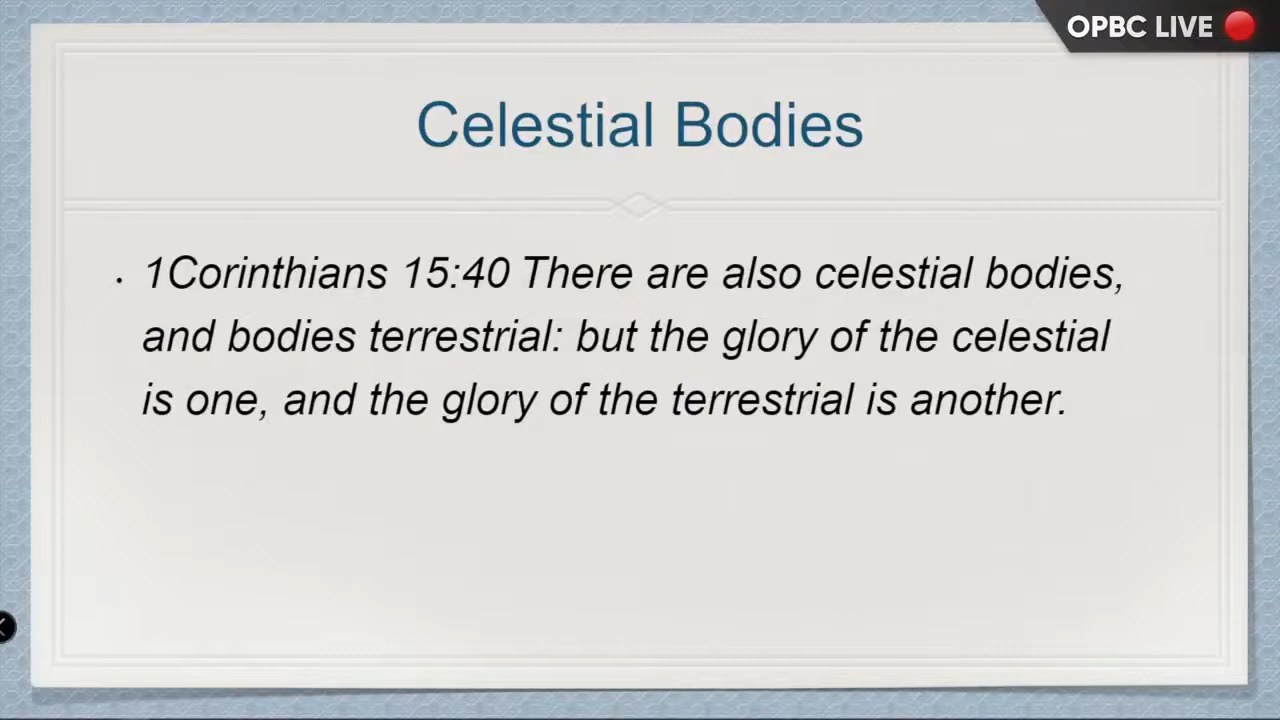 OPBC LIVE
Celestial Bodies
• 1Corinthians 15:40 There are also celestial bodies,
and bodies terrestrial: but the glory of the celestial
is one, and the glory of the terrestrial is another.